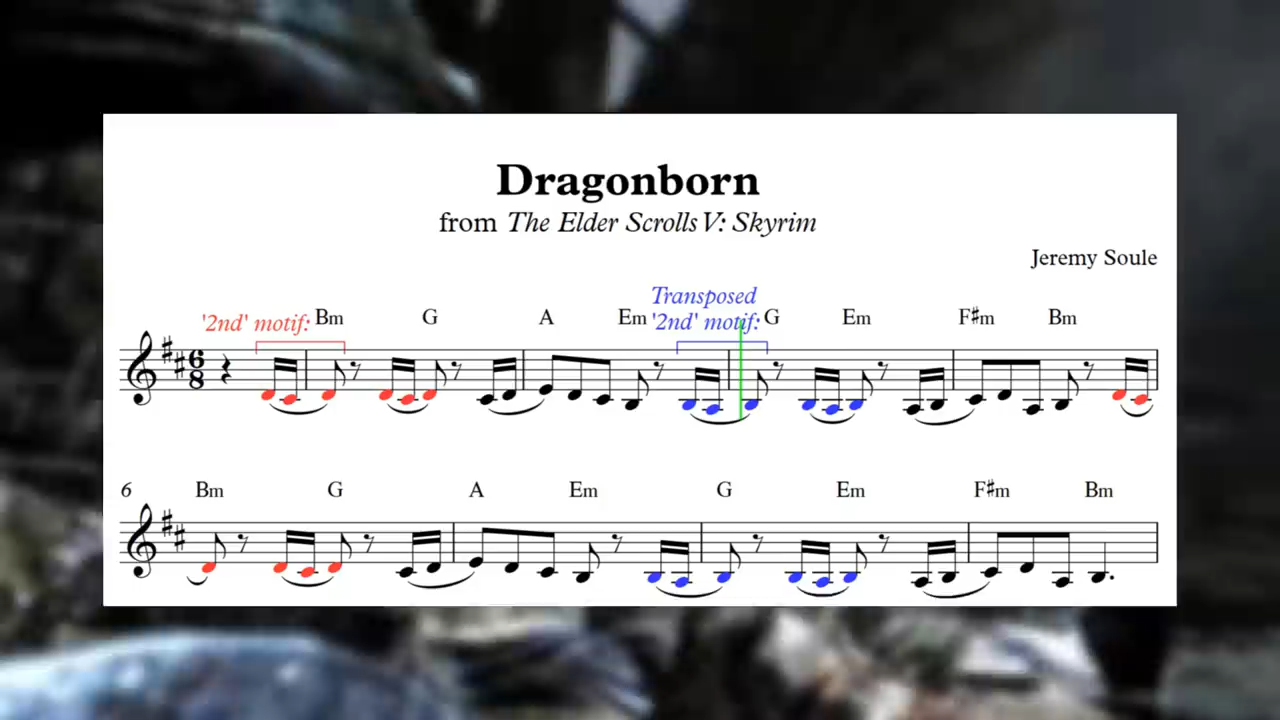 Dragonborn
from The Elder Scrolls V: Skyrim
Jeremy Soule
Transposed
'2nd' motif: Bm G A Em '2nd' motif: G Em F#m Bm
6 8
6
Bm G A Em G Em F#m Bm